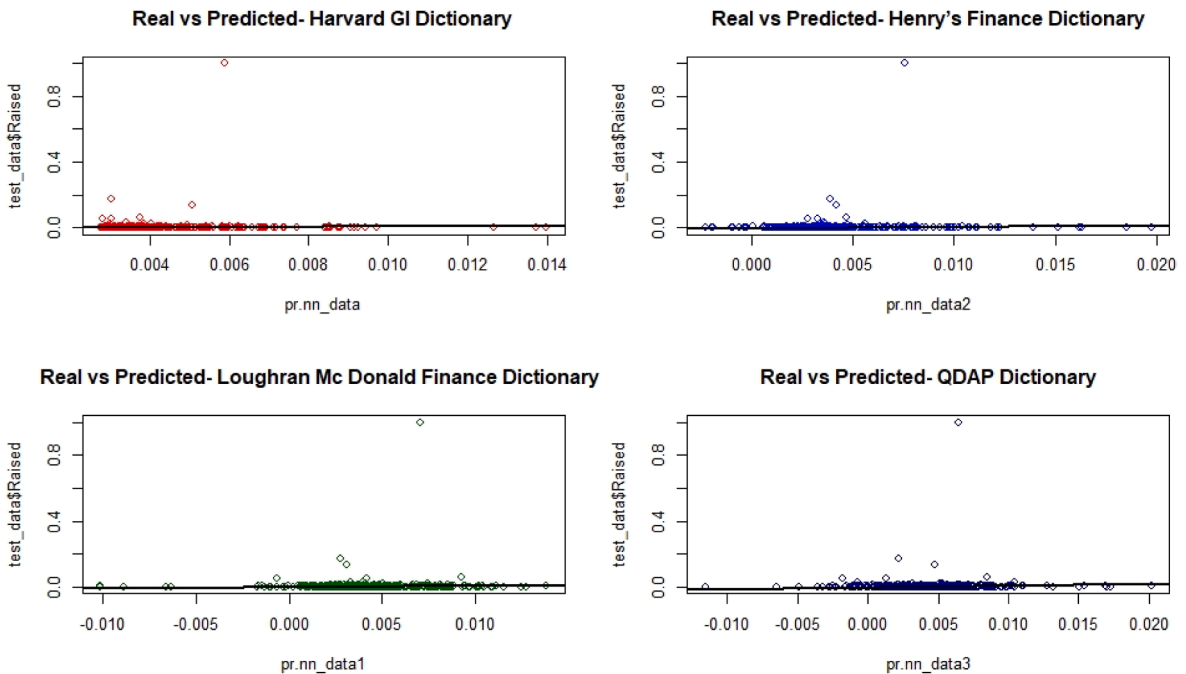 Real vs Predicted- Harvard GI Dictionary
test_data$Raised
0.8
0.4
0.0
0.004 0.006 0.008 0.010 0.012 0.014
pr.nn_data
Real vs Predicted- Henry's Finance Dictionary
test_data$Raised
0.8
0.4
0.0
0.000 0.005 0.010 0.015 0.020
pr.nn_data2
Real vs Predicted- Loughran Mc Donald Finance Dictionary
test_data$Raised
0.8
0.4
0.0
-0.010 -0.005 0.000 0.005 0.010
pr.nn_data1
Real vs Predicted- QDAP Dictionary
test_data$Raised
0.8
0.4
0.0
-0.010 -0.005 0.000 0.005 0.010 0.015 0.020
pr.nn_data3